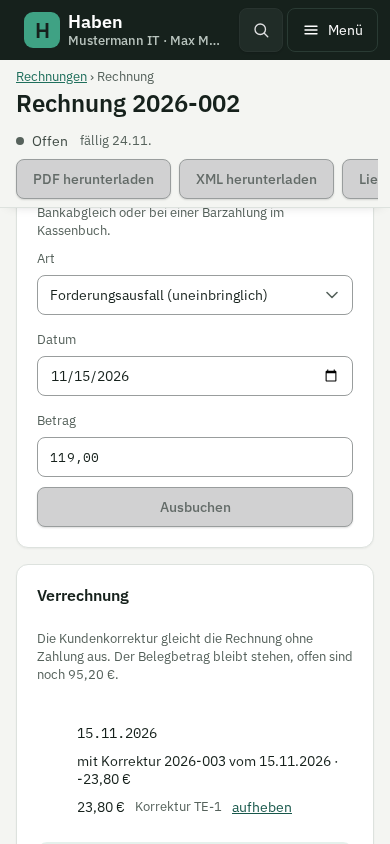 H
Haben
Mustermann IT · Max M...
Menü
Rechnungen › Rechnung
Rechnung 2026-002
Offen fällig 24.11.
PDF herunterladen
XML herunterladen
Lie
Bankabgleich oder bei einer Barzahlung im
Kassenbuch.
Art
Forderungsausfall (uneinbringlich)
Datum
11/15/2026
Betrag
119,00
Ausbuchen
Verrechnung
Die Kundenkorrektur gleicht die Rechnung ohne
Zahlung aus. Der Belegbetrag bleibt stehen, offen sind
noch 95,20 €.
15.11.2026
mit Korrektur 2026-003 vom 15.11.2026 ·
-23,80 €
23,80 € Korrektur TE-1 aufheben